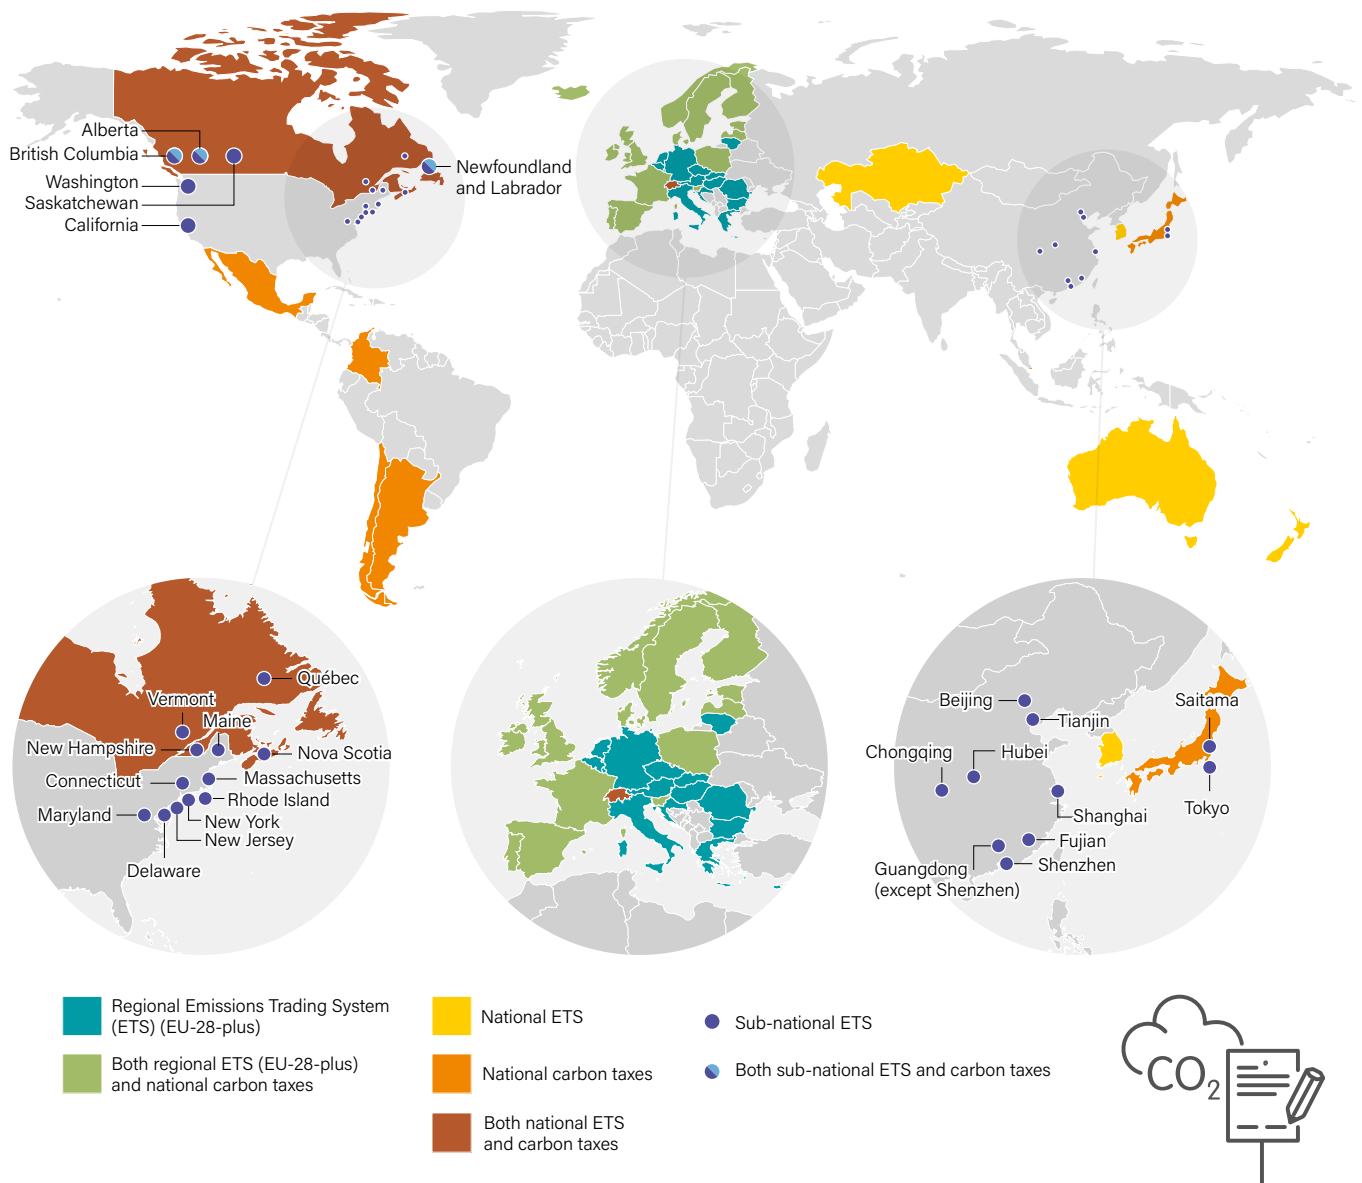 Alberta
British Columbia
Washington
Saskatchewan
California
Newfoundland
and Labrador
Québec
Vermont
Maine
New Hampshire
Nova Scotia
Connecticut
Massachusetts
Rhode Island
Maryland
New York
New Jersey
Delaware
Beijing
Saitama
Tianjin
Chongqing
Hubei
Tokyo
Shanghai
Fujian
Guangdong
(except Shenzhen)
Shenzhen
Regional Emissions Trading System
(ETS) (EU-28-plus)
Both regional ETS (EU-28-plus)
and national carbon taxes
National ETS
National carbon taxes
Both national ETS
and carbon taxes
Sub-national ETS
Both sub-national ETS and carbon taxes
CO2